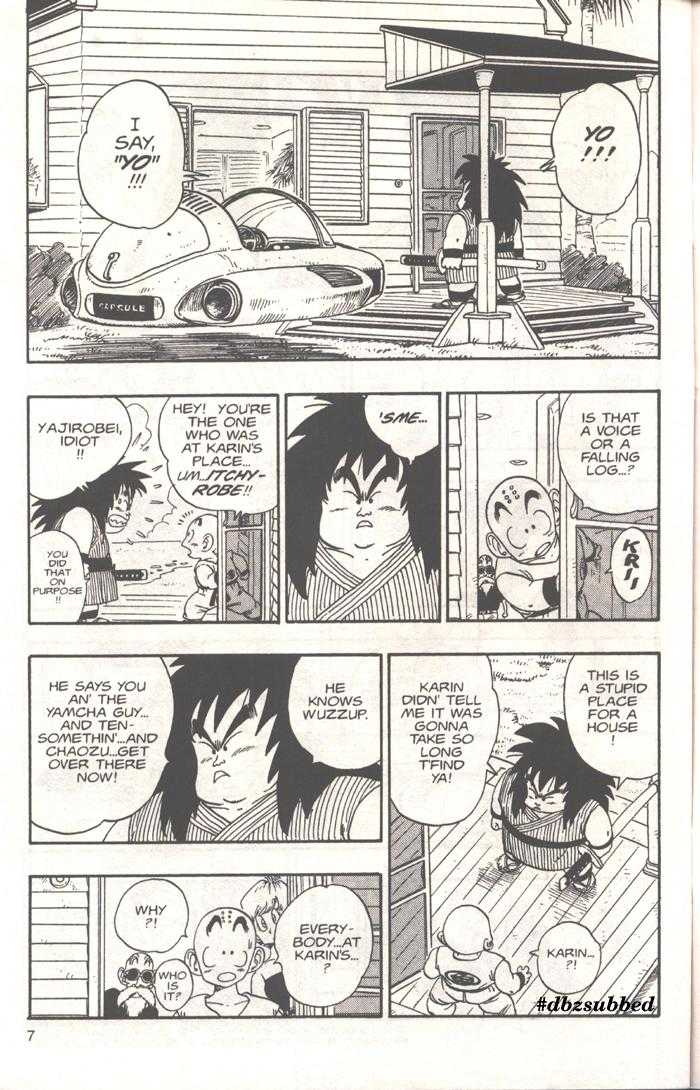 YO
!!!
I
SAY,
"YO"
!!!
CAPSULE
IS THAT
A VOICE
OR A
FALLING
LOG...?
KRII
'SME...
HEY! YOU'RE
THE ONE
WHO WAS
AT KARIN'S
PLACE...
UM...ITCHY-
ROBE!!
YAJIROBEI,
IDIOT
!!
YOU
DID
THAT
ON
PURPOSE
!!
THIS IS
A STUPID
PLACE
FOR A
HOUSE
!
KARIN
DIDN' TELL
ME IT WAS
GONNA
TAKE SO
LONG
T'FIND
YA!
KARIN...
?!
HE
KNOWS
WUZZUP.
HE SAYS YOU
AN' THE
YAMCHA GUY...
AND TEN-
SOMETHIN'...AND
CHAOZU...GET
OVER THERE
NOW!
EVERY-
BODY...AT
KARIN'S...
?
WHY
?!
WHO
IS
IT?
#dbzsubbed
7